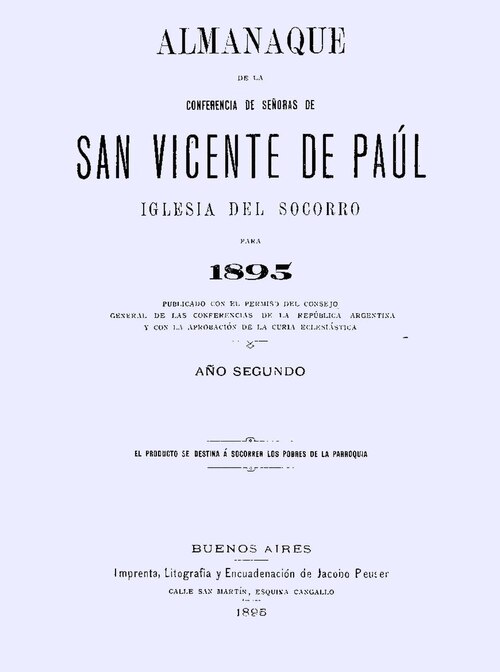 ALMANAQUE
DE LA
CONFERENCIA DE SEÑORAS DE
SAN VICENTE DE PAÚL
IGLESIA DEL SOCORRO
PARA
1895
PUBLICADO CON EL PERMISO DEL CONSEJO
GENERAL DE LAS CONFERENCIAS DE LA REPÚBLICA ARGENTINA
Y CON LA APROBACIÓN DE LA CURIA ECLESIÁSTICA
AÑO SEGUNDO
EL PRODUCTO SE DESTINA Á SOCORRER LOS POBRES DE LA PARROQUIA
BUENOS AIRES
Imprenta, Litografía y Encuadenación de Jacobo Peuser
CALLE SAN MARTÍN, ESQUINA CANGALLO
1895